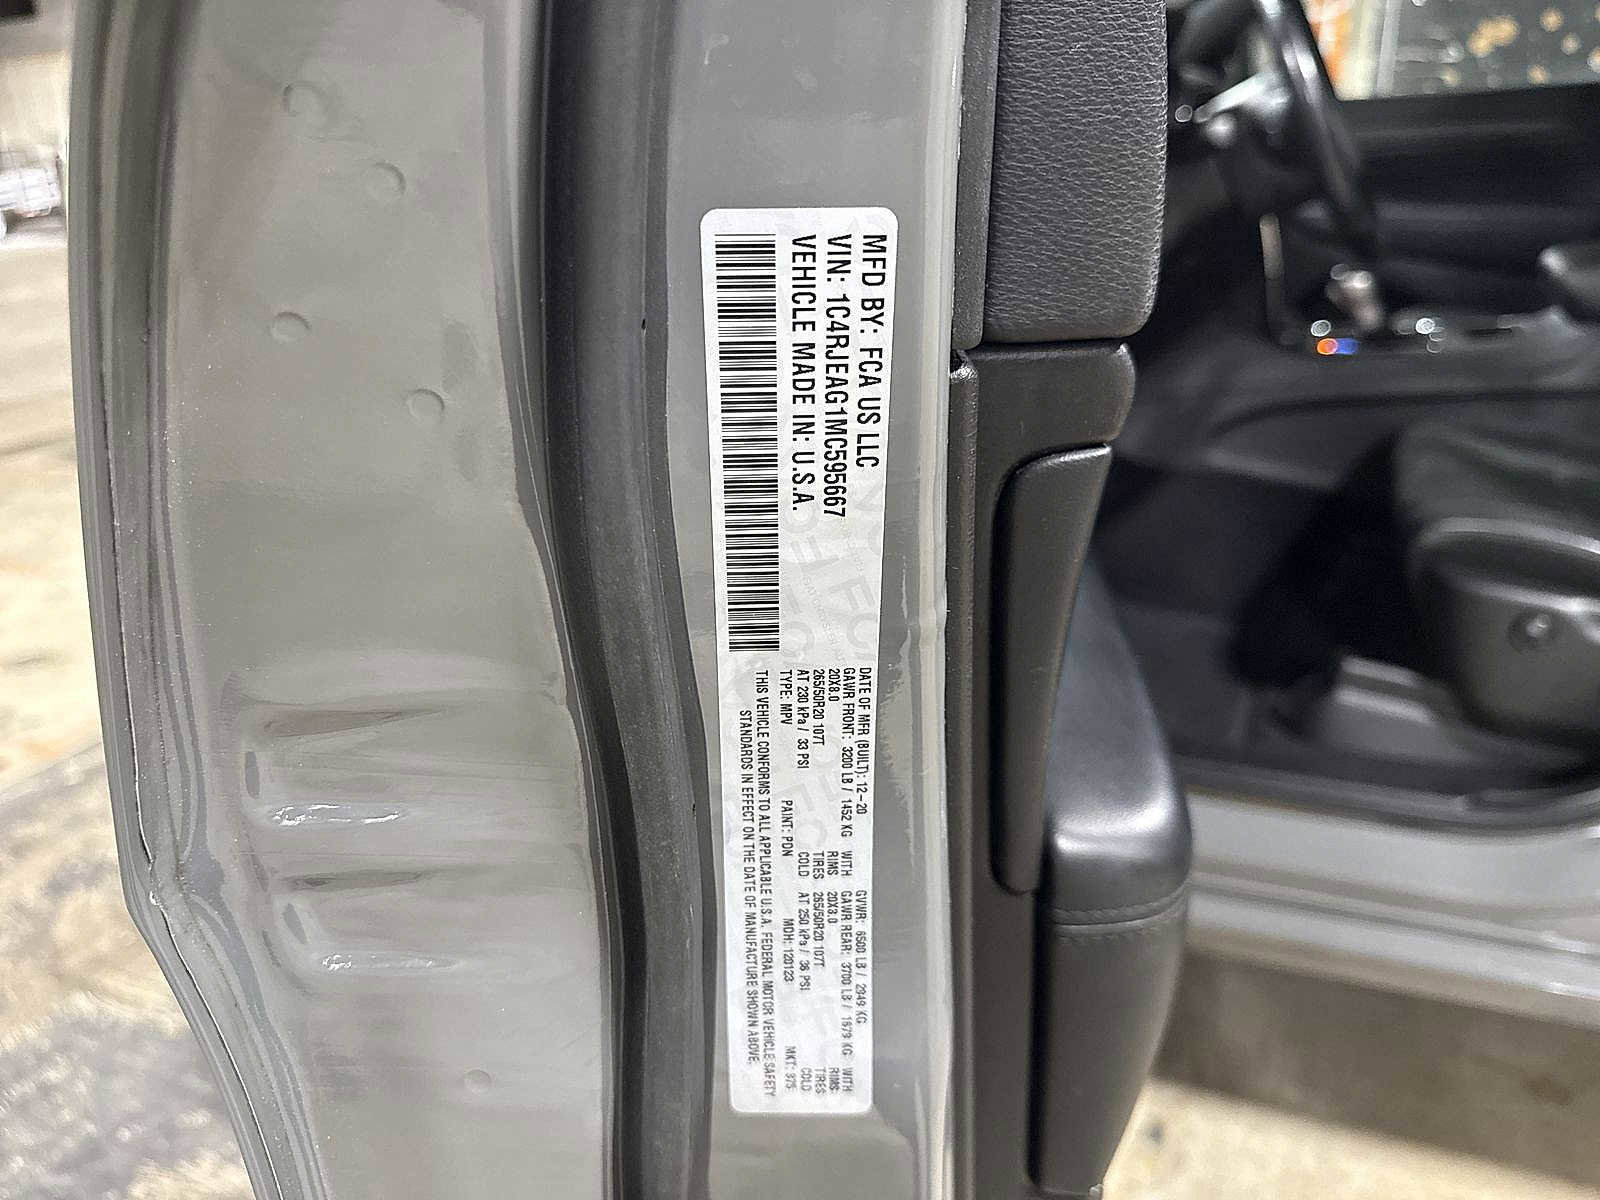 MFD BY: FCA US LLC
VIN: 1C4RJEAG1MC595667
VEHICLE MADE IN: U.S.A.
DATE OF MFR (BUILT): 12-20 GVWR: 6500 LB / 2949 KG
GAWR FRONT: 3200 LB / 1452 KG WITH GAWR REAR: 3700 LB / 1679 KG WITH
20X8.0 RIMS 20X8.0 RIMS
265/50R20 107T TIRES 265/50R20 107T TIRES
AT 230 kPa / 33 PSI COLD AT 250 kPa / 36 PSI COLD
TYPE: MPV PAINT: PDN MDH: 120123 MKT:
THIS VEHICLE CONFORMS TO ALL APPLICABLE U.S.A. FEDERAL MOTOR VEHICLE SAFETY
STANDARDS IN EFFECT ON THE DATE OF MANUFACTURE SHOWN ABOVE.